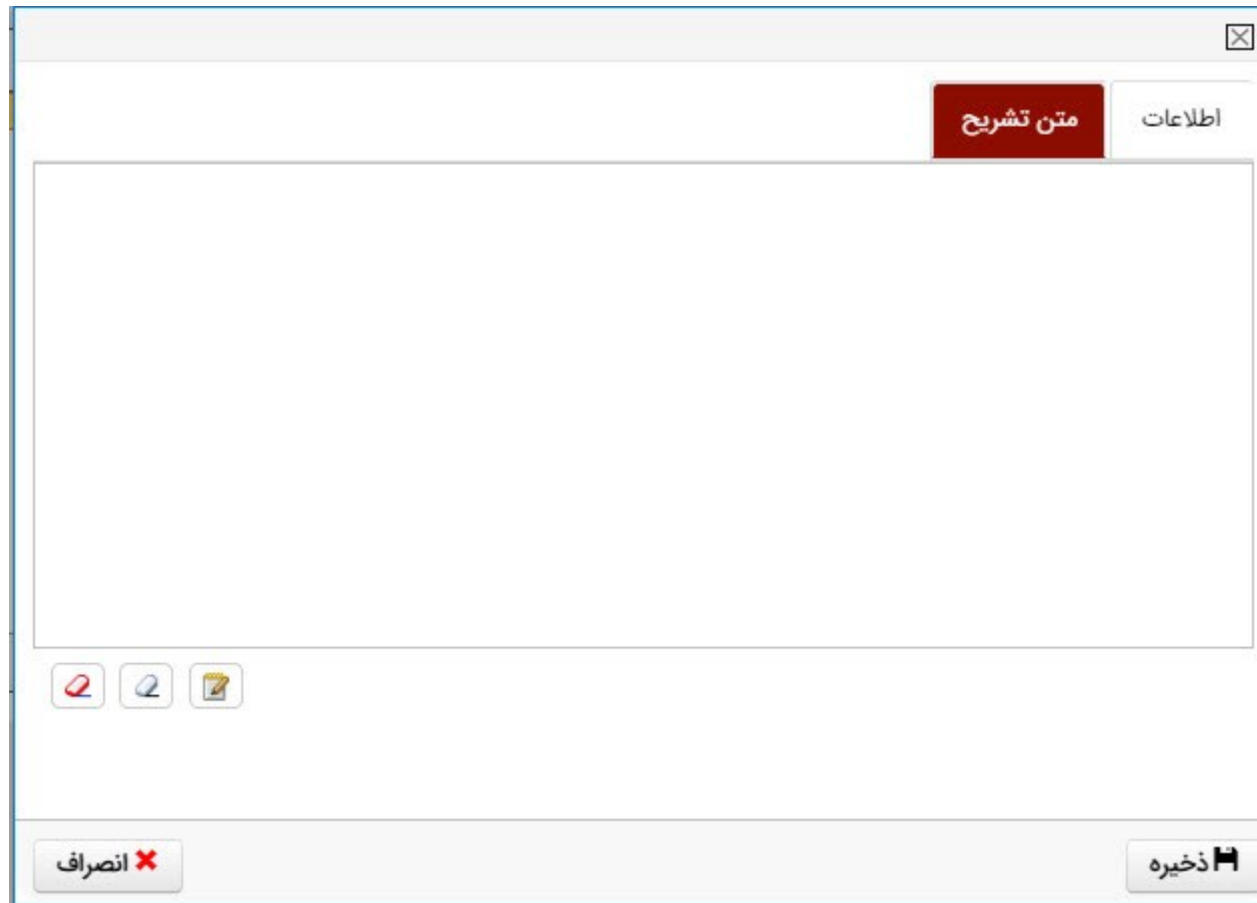 اطلاعات
متن تشریح
ذخیره
انصراف